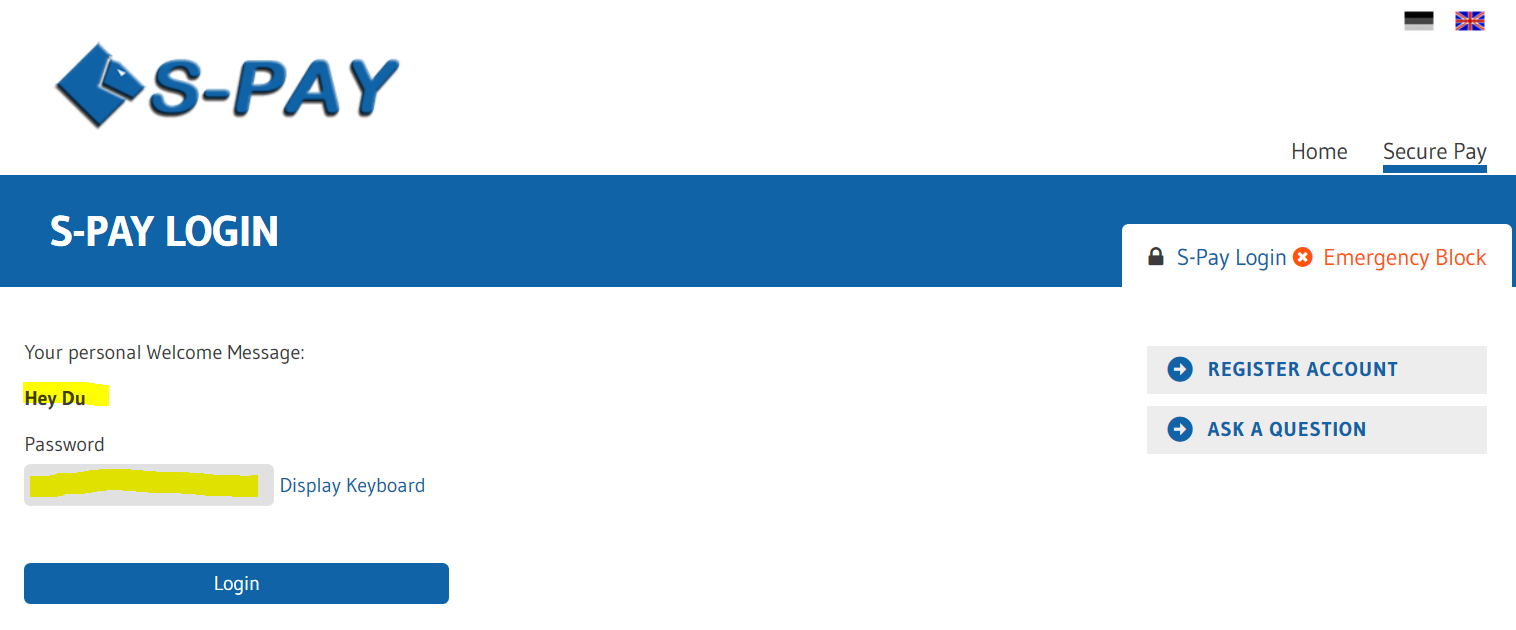 S-PAY
Home
Secure Pay
S-PAY LOGIN
S-Pay Login
Emergency Block
Your personal Welcome Message:
Hey Du
Password
Display Keyboard
Login
REGISTER ACCOUNT
ASK A QUESTION